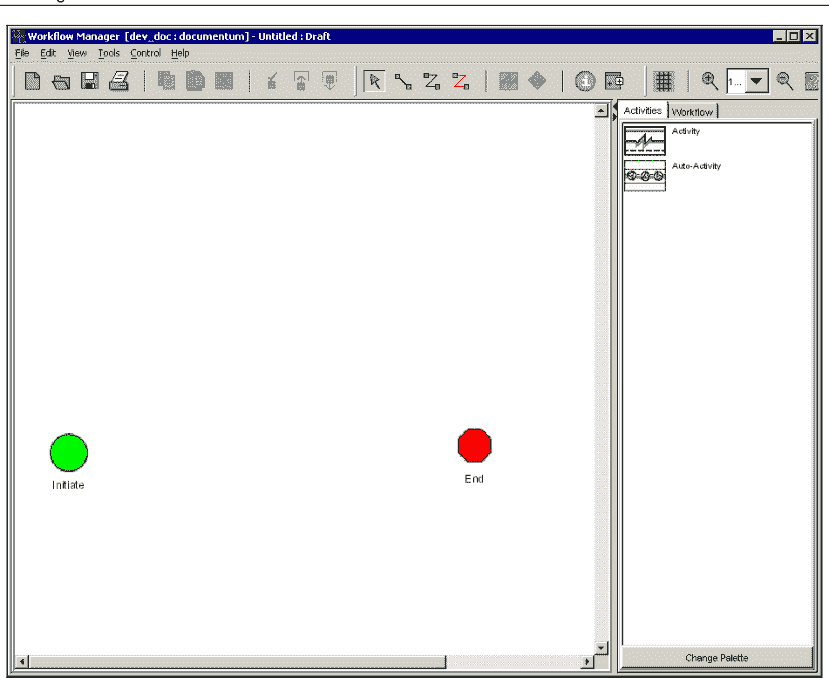 Workflow Manager [dev_doc : documentum] - Untitled : Draft
File Edit View Tools Control Help
1...
Activities Workflow
Activity
Auto-Activity
Initiate
End
Change Palette